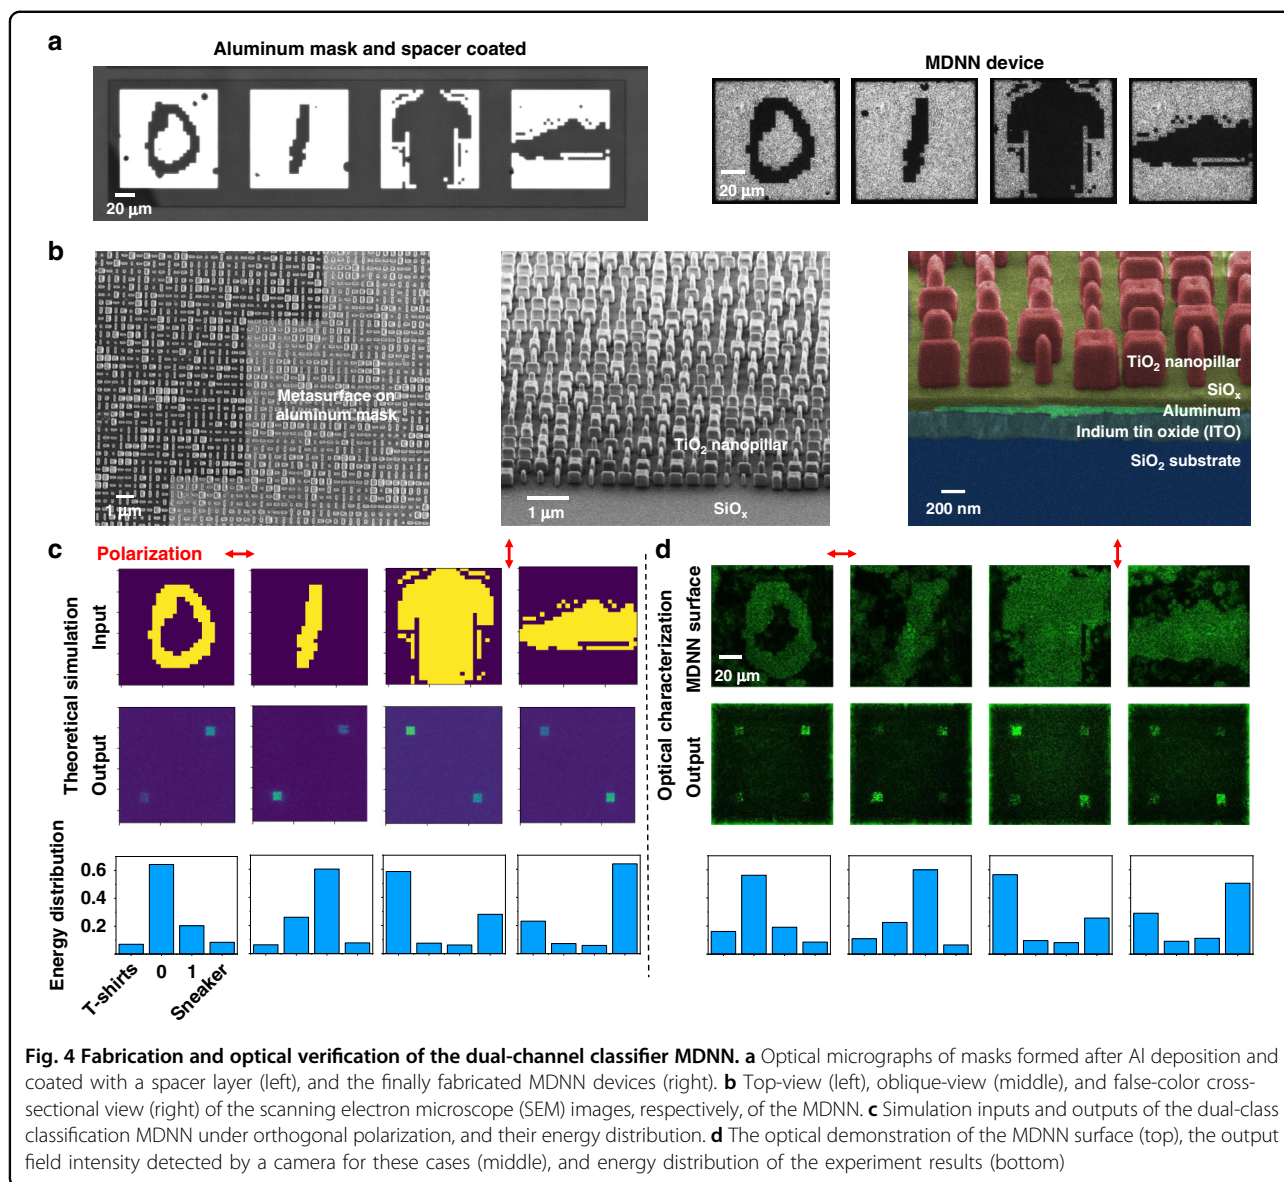 a
Aluminum mask and spacer coated
MDNN device
20 μm
20 μm
b
Metasurface on
aluminum mask
1 μm
TiO₂ nanopillar
1 μm
SiOₓ
TiO₂ nanopillar
SiOₓ
Aluminum
Indium tin oxide (ITO)
SiO₂ substrate
200 nm
c
Polarization
Theoretical simulation
Input
Output
Energy distribution
0.6
0.4
0.2
T-shirts
0
1
Sneaker
d
Optical characterization
MDNN surface
Output
20 μm
Fig. 4 Fabrication and optical verification of the dual-channel classifier MDNN. a Optical micrographs of masks formed after Al deposition and
coated with a spacer layer (left), and the finally fabricated MDNN devices (right). b Top-view (left), oblique-view (middle), and false-color cross-
sectional view (right) of the scanning electron microscope (SEM) images, respectively, of the MDNN. c Simulation inputs and outputs of the dual-class
classification MDNN under orthogonal polarization, and their energy distribution. d The optical demonstration of the MDNN surface (top), the output
field intensity detected by a camera for these cases (middle), and energy distribution of the experiment results (bottom)